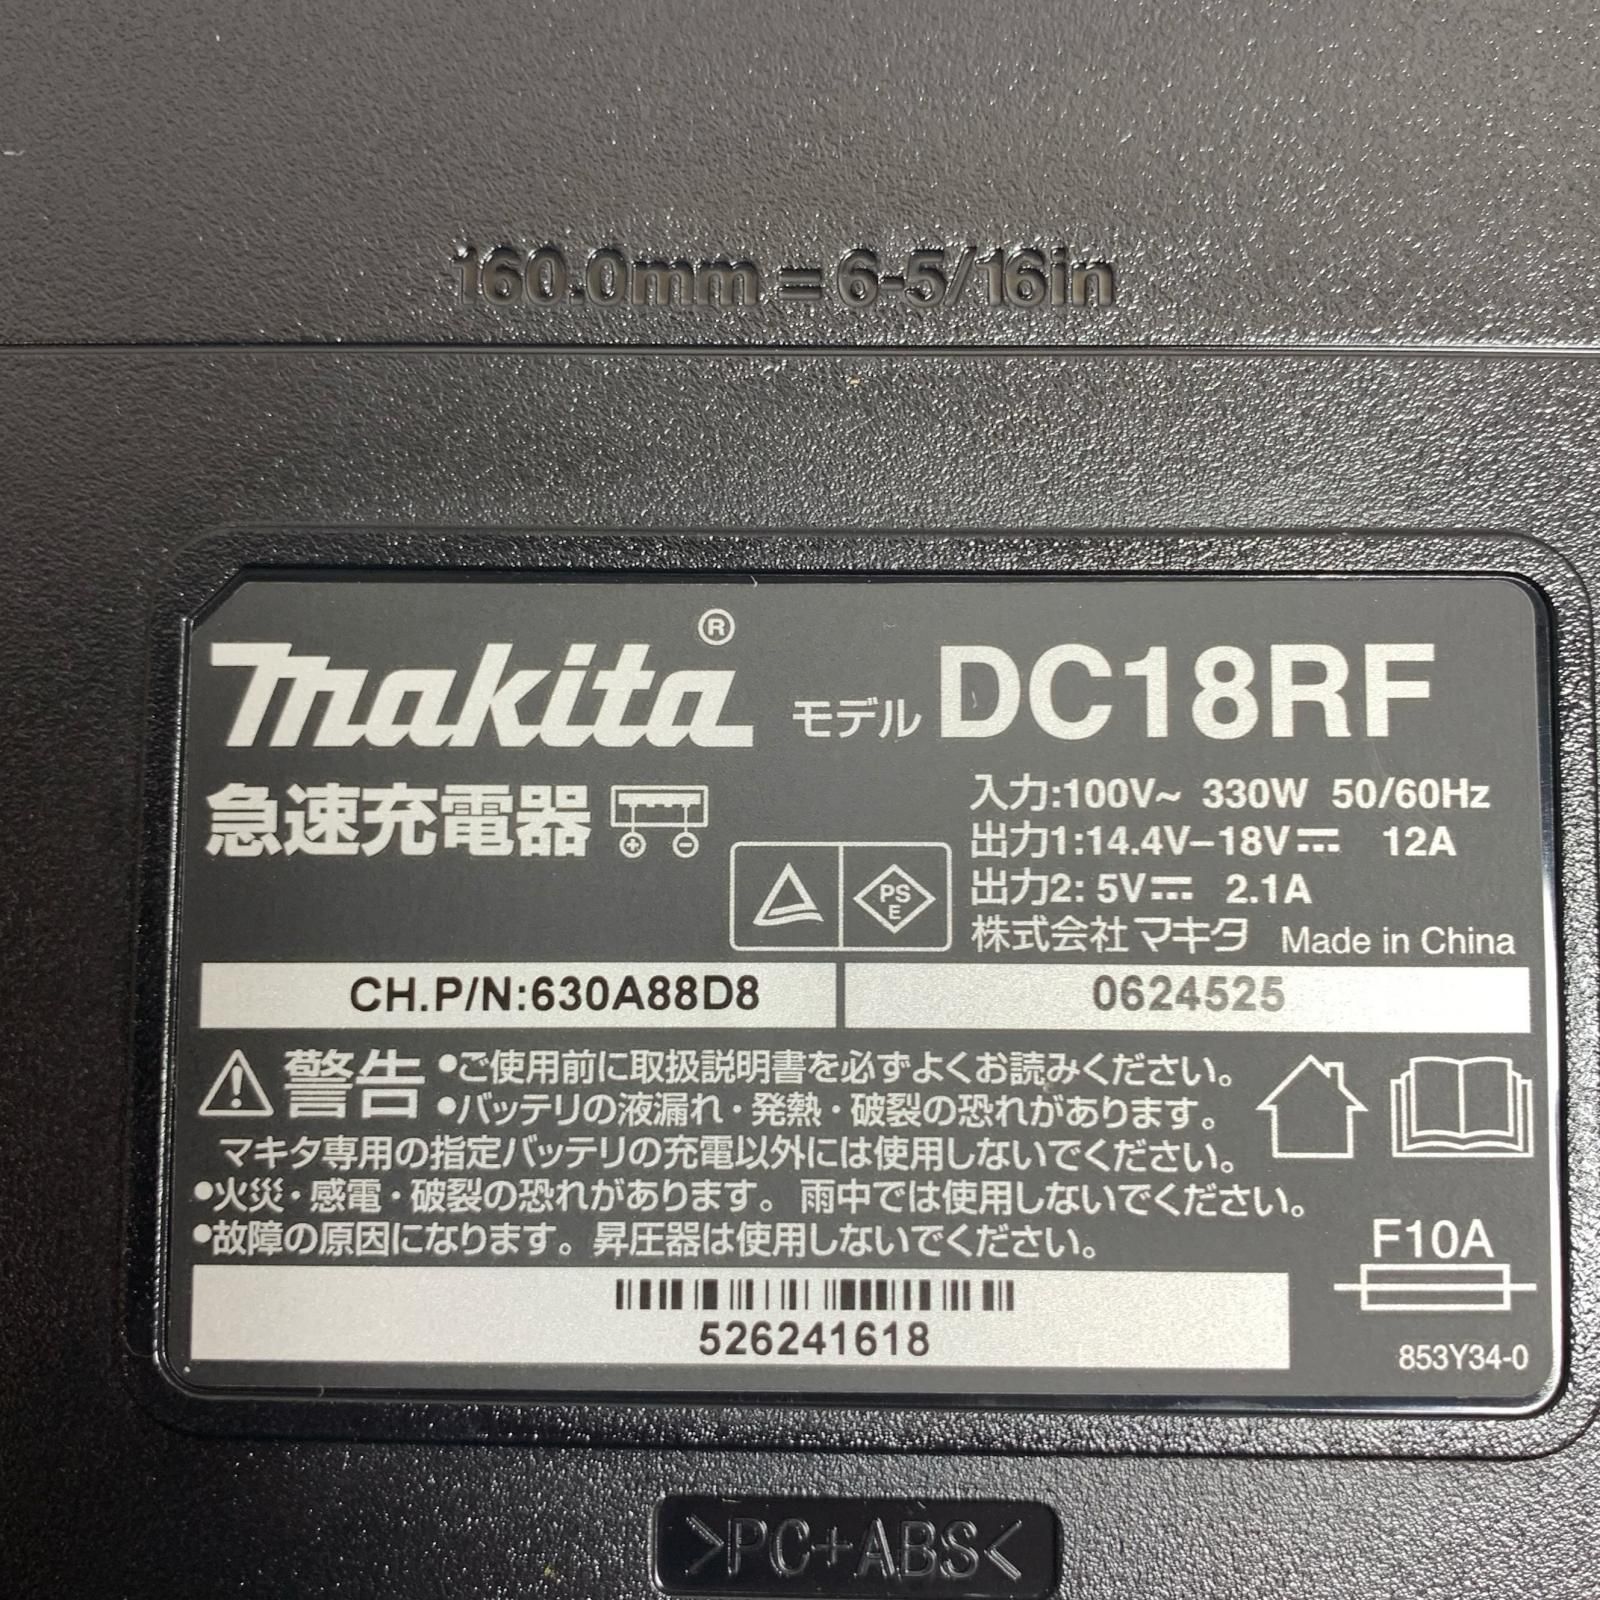 160.0mm = 6-5/16in
makita®
モデル DC18RF
急速充電器
入力:100V~ 330W 50/60Hz
出力1:14.4V–18V⎓ 12A
出力2: 5V⎓ 2.1A
PS
E
株式会社 マキタ Made in China
CH.P/N:630A88D8
0624525
警告
•ご使用前に取扱説明書を必ずよくお読みください。
•バッテリの液漏れ・発熱・破裂の恐れがあります。
マキタ専用の指定バッテリの充電以外には使用しないでください。
•火災・感電・破裂の恐れがあります。雨中では使用しないでください。
•故障の原因になります。昇圧器は使用しないでください。
F10A
526241618
853Y34-0
>PC+ABS<